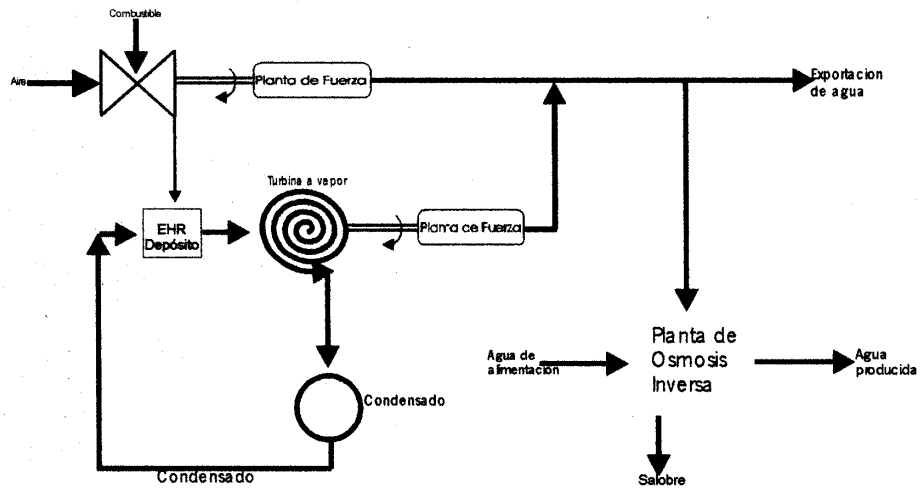 Combustible
Aire
Planta de Fuerza
Exportacion
de agua
Turbina a vapor
EHR
Depósito
Planta de Fuerza
Planta de
Osmosis
Inversa
Agua de
alimentación
Agua
producida
Condensado
Condensado
Salobre